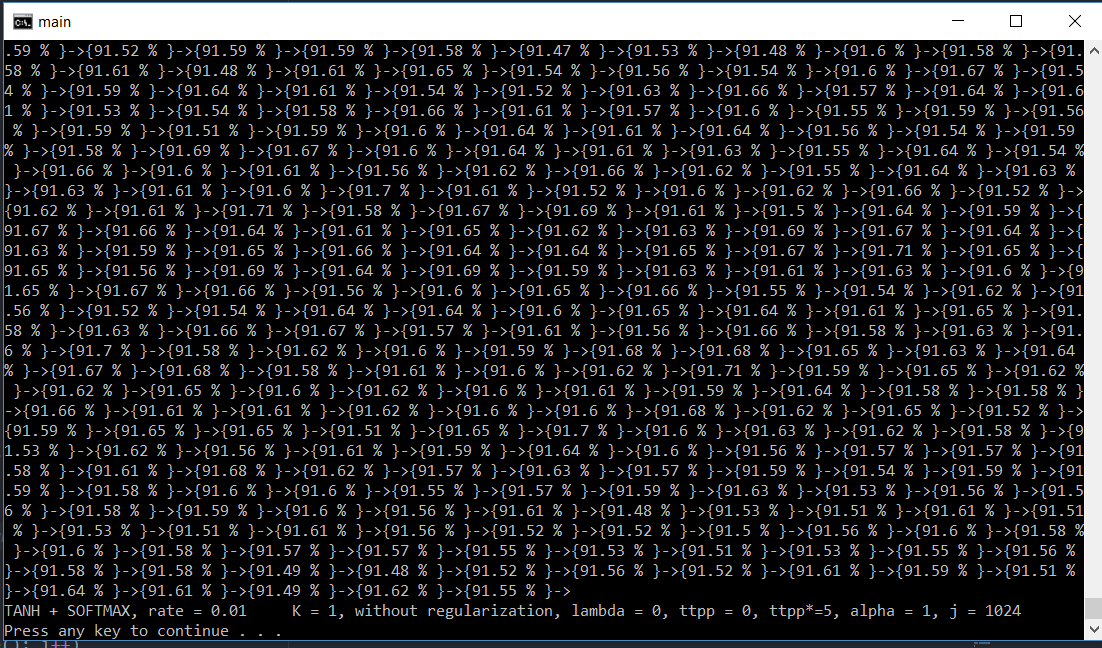 main
.59 % }->{91.52 % }->{91.59 % }->{91.59 % }->{91.58 % }->{91.47 % }->{91.53 % }->{91.48 % }->{91.6 % }->{91.58 % }->{91.
58 % }->{91.61 % }->{91.48 % }->{91.61 % }->{91.65 % }->{91.54 % }->{91.56 % }->{91.54 % }->{91.6 % }->{91.67 % }->{91.5
4 % }->{91.59 % }->{91.64 % }->{91.61 % }->{91.54 % }->{91.52 % }->{91.63 % }->{91.66 % }->{91.57 % }->{91.64 % }->{91.6
1 % }->{91.53 % }->{91.54 % }->{91.58 % }->{91.66 % }->{91.61 % }->{91.57 % }->{91.6 % }->{91.55 % }->{91.59 % }->{91.56
 % }->{91.59 % }->{91.51 % }->{91.59 % }->{91.6 % }->{91.64 % }->{91.61 % }->{91.64 % }->{91.56 % }->{91.54 % }->{91.59
% }->{91.58 % }->{91.69 % }->{91.67 % }->{91.6 % }->{91.64 % }->{91.61 % }->{91.63 % }->{91.55 % }->{91.64 % }->{91.54 %
 }->{91.66 % }->{91.6 % }->{91.61 % }->{91.56 % }->{91.62 % }->{91.66 % }->{91.62 % }->{91.55 % }->{91.64 % }->{91.63 %
}->{91.63 % }->{91.61 % }->{91.6 % }->{91.7 % }->{91.61 % }->{91.52 % }->{91.6 % }->{91.62 % }->{91.66 % }->{91.52 % }->
{91.62 % }->{91.61 % }->{91.71 % }->{91.58 % }->{91.67 % }->{91.69 % }->{91.61 % }->{91.5 % }->{91.64 % }->{91.59 % }->{
91.67 % }->{91.66 % }->{91.64 % }->{91.61 % }->{91.65 % }->{91.62 % }->{91.63 % }->{91.69 % }->{91.67 % }->{91.64 % }->{
91.63 % }->{91.59 % }->{91.65 % }->{91.66 % }->{91.64 % }->{91.64 % }->{91.65 % }->{91.67 % }->{91.71 % }->{91.65 % }->{
91.65 % }->{91.56 % }->{91.69 % }->{91.64 % }->{91.69 % }->{91.59 % }->{91.63 % }->{91.61 % }->{91.63 % }->{91.6 % }->{9
1.65 % }->{91.67 % }->{91.66 % }->{91.56 % }->{91.6 % }->{91.65 % }->{91.66 % }->{91.55 % }->{91.54 % }->{91.62 % }->{91
.56 % }->{91.52 % }->{91.54 % }->{91.64 % }->{91.64 % }->{91.6 % }->{91.65 % }->{91.64 % }->{91.61 % }->{91.65 % }->{91.
58 % }->{91.63 % }->{91.66 % }->{91.67 % }->{91.57 % }->{91.61 % }->{91.56 % }->{91.66 % }->{91.58 % }->{91.63 % }->{91.
6 % }->{91.7 % }->{91.58 % }->{91.62 % }->{91.6 % }->{91.59 % }->{91.68 % }->{91.68 % }->{91.65 % }->{91.63 % }->{91.64
% }->{91.67 % }->{91.68 % }->{91.58 % }->{91.61 % }->{91.6 % }->{91.62 % }->{91.71 % }->{91.59 % }->{91.65 % }->{91.62 %
 }->{91.62 % }->{91.65 % }->{91.6 % }->{91.62 % }->{91.6 % }->{91.61 % }->{91.59 % }->{91.64 % }->{91.58 % }->{91.58 % }
->{91.66 % }->{91.61 % }->{91.61 % }->{91.62 % }->{91.6 % }->{91.6 % }->{91.68 % }->{91.62 % }->{91.65 % }->{91.52 % }->
{91.59 % }->{91.65 % }->{91.65 % }->{91.51 % }->{91.65 % }->{91.7 % }->{91.6 % }->{91.63 % }->{91.62 % }->{91.58 % }->{9
1.53 % }->{91.62 % }->{91.56 % }->{91.61 % }->{91.59 % }->{91.64 % }->{91.6 % }->{91.56 % }->{91.57 % }->{91.57 % }->{91
.58 % }->{91.61 % }->{91.68 % }->{91.62 % }->{91.57 % }->{91.63 % }->{91.57 % }->{91.59 % }->{91.54 % }->{91.59 % }->{91
.59 % }->{91.58 % }->{91.6 % }->{91.6 % }->{91.55 % }->{91.57 % }->{91.59 % }->{91.63 % }->{91.53 % }->{91.56 % }->{91.5
6 % }->{91.58 % }->{91.59 % }->{91.6 % }->{91.56 % }->{91.61 % }->{91.48 % }->{91.53 % }->{91.51 % }->{91.61 % }->{91.51
 % }->{91.53 % }->{91.51 % }->{91.61 % }->{91.56 % }->{91.52 % }->{91.52 % }->{91.5 % }->{91.56 % }->{91.6 % }->{91.58 %
 }->{91.6 % }->{91.58 % }->{91.57 % }->{91.57 % }->{91.55 % }->{91.53 % }->{91.51 % }->{91.53 % }->{91.55 % }->{91.56 %
}->{91.58 % }->{91.58 % }->{91.49 % }->{91.48 % }->{91.52 % }->{91.56 % }->{91.52 % }->{91.61 % }->{91.59 % }->{91.51 %
}->{91.64 % }->{91.61 % }->{91.49 % }->{91.62 % }->{91.55 % }->
TANH + SOFTMAX, rate = 0.01     K = 1, without regularization, lambda = 0, ttpp = 0, ttpp*=5, alpha = 1, j = 1024
Press any key to continue . . .